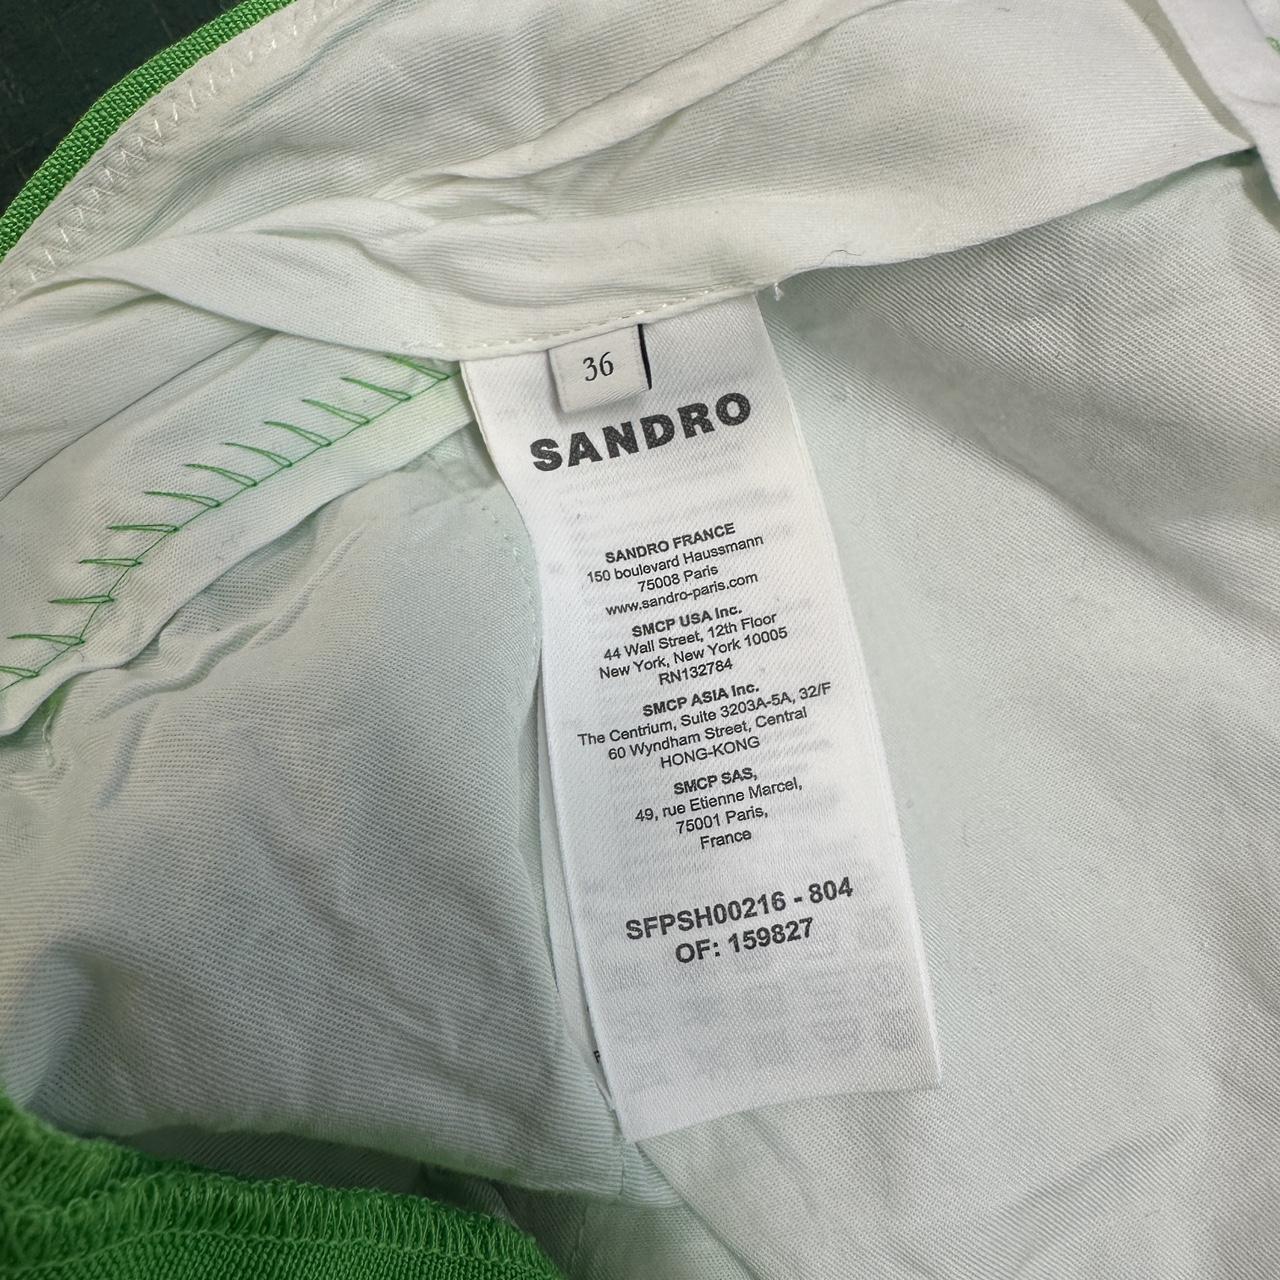 36
SANDRO
SANDRO FRANCE
150 boulevard Haussmann
75008 Paris
www.sandro-paris.com
SMCP USA Inc.
44 Wall Street, 12th Floor
New York, New York 10005
RN132784
SMCP ASIA Inc.
The Centrium, Suite 3203A-5A, 32/F
60 Wyndham Street, Central
HONG-KONG
SMCP SAS,
49, rue Etienne Marcel,
75001 Paris,
France
SFPSH00216 - 804
OF: 159827